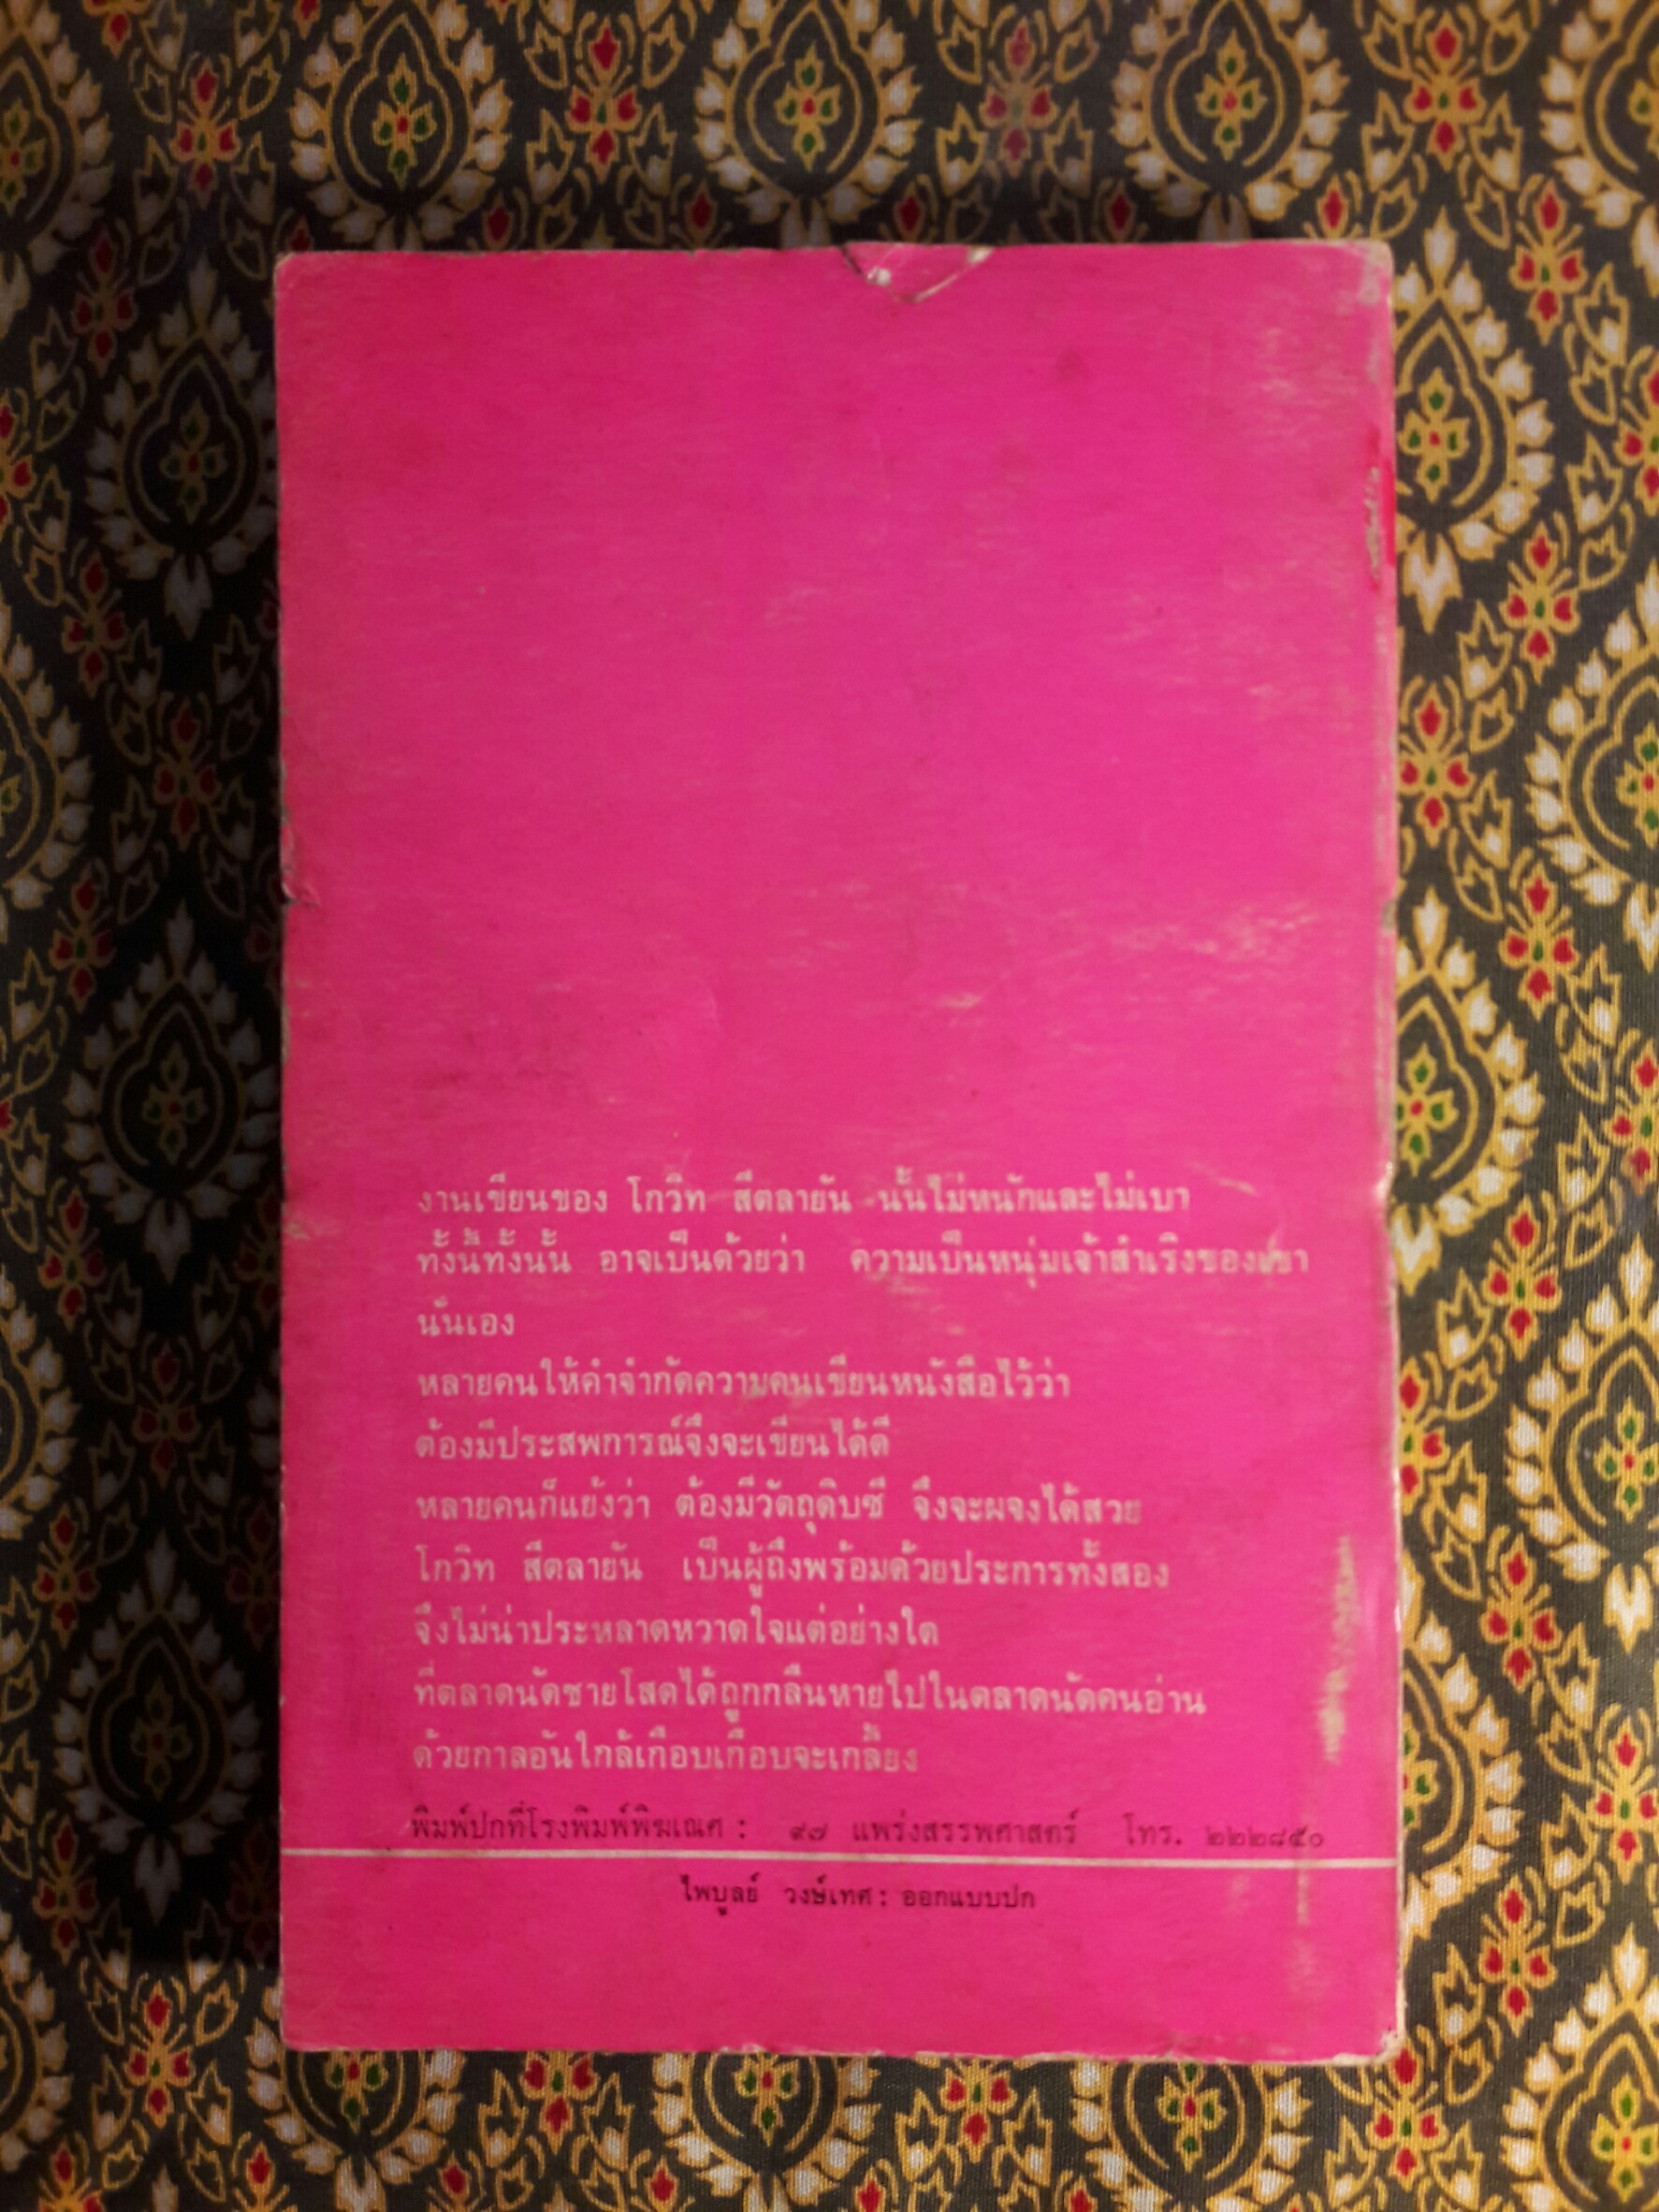 งานเขียนของ โกวิท สีตลายัน นั้นไม่หนักและไม่เบา
ทั้งนี้ทั้งนั้น อาจเป็นด้วยว่า ความเป็นหนุ่มเจ้าสำเริงของเขา
นั่นเอง
หลายคนให้คำจำกัดความคนเขียนหนังสือไว้ว่า
ต้องมีประสพการณ์จึงจะเขียนได้ดี
หลายคนก็แย้งว่า ต้องมีวัตถุดิบซี จึงจะผจงได้สวย
โกวิท สีตลายัน เป็นผู้ถึงพร้อมด้วยประการทั้งสอง
จึงไม่น่าประหลาดหวาดใจแต่อย่างใด
ที่ตลาดนัดชายโสดได้ถูกกลืนหายไปในตลาดนัดคนอ่าน
ด้วยกาลอันใกล้เกือบเกือบจะเกลี้ยง
พิมพ์ปกที่โรงพิมพ์พิฆเณศ : ๙๗ แพร่งสรรพศาสตร์ โทร. ๒๒๒๘๕๐
ไพบูลย์ วงษ์เทศ : ออกแบบปก